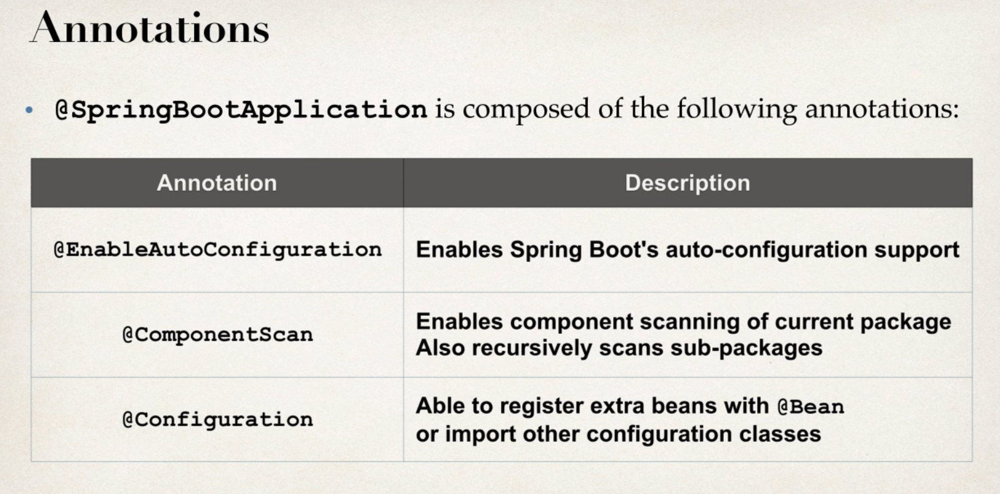 Annotations
• @SpringBootApplication is composed of the following annotations:
Annotation Description
@EnableAutoConfiguration Enables Spring Boot's auto-configuration support
@ComponentScan Enables component scanning of current package
Also recursively scans sub-packages
@Configuration Able to register extra beans with @Bean
or import other configuration classes